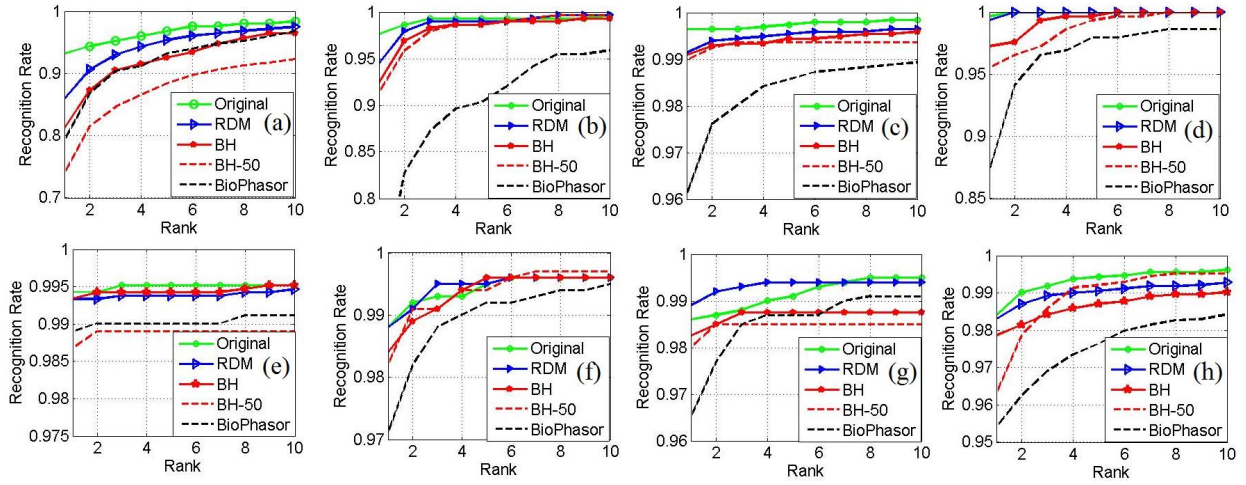 Recognition Rate
1
0.9
0.8
0.7
2 4 6 8 10
Rank
Original
RDM
BH
BH-50
BioPhasor
(a)
Recognition Rate
1
0.95
0.9
0.85
0.8
2 4 6 8 10
Rank
Original
RDM
BH
BH-50
BioPhasor
(b)
Recognition Rate
1
0.99
0.98
0.97
0.96
2 4 6 8 10
Rank
Original
RDM
BH
BH-50
BioPhasor
(c)
Recognition Rate
1
0.95
0.9
0.85
2 4 6 8 10
Rank
Original
RDM
BH
BH-50
BioPhasor
(d)
Recognition Rate
1
0.995
0.99
0.985
0.98
0.975
2 4 6 8 10
Rank
Original
RDM
BH
BH-50
BioPhasor
(e)
Recognition Rate
1
0.99
0.98
0.97
2 4 6 8 10
Rank
Original
RDM
BH
BH-50
BioPhasor
(f)
Recognition Rate
1
0.99
0.98
0.97
0.96
2 4 6 8 10
Rank
Original
RDM
BH
BH-50
BioPhasor
(g)
Recognition Rate
1
0.99
0.98
0.97
0.96
0.95
2 4 6 8 10
Rank
Original
RDM
BH
BH-50
BioPhasor
(h)